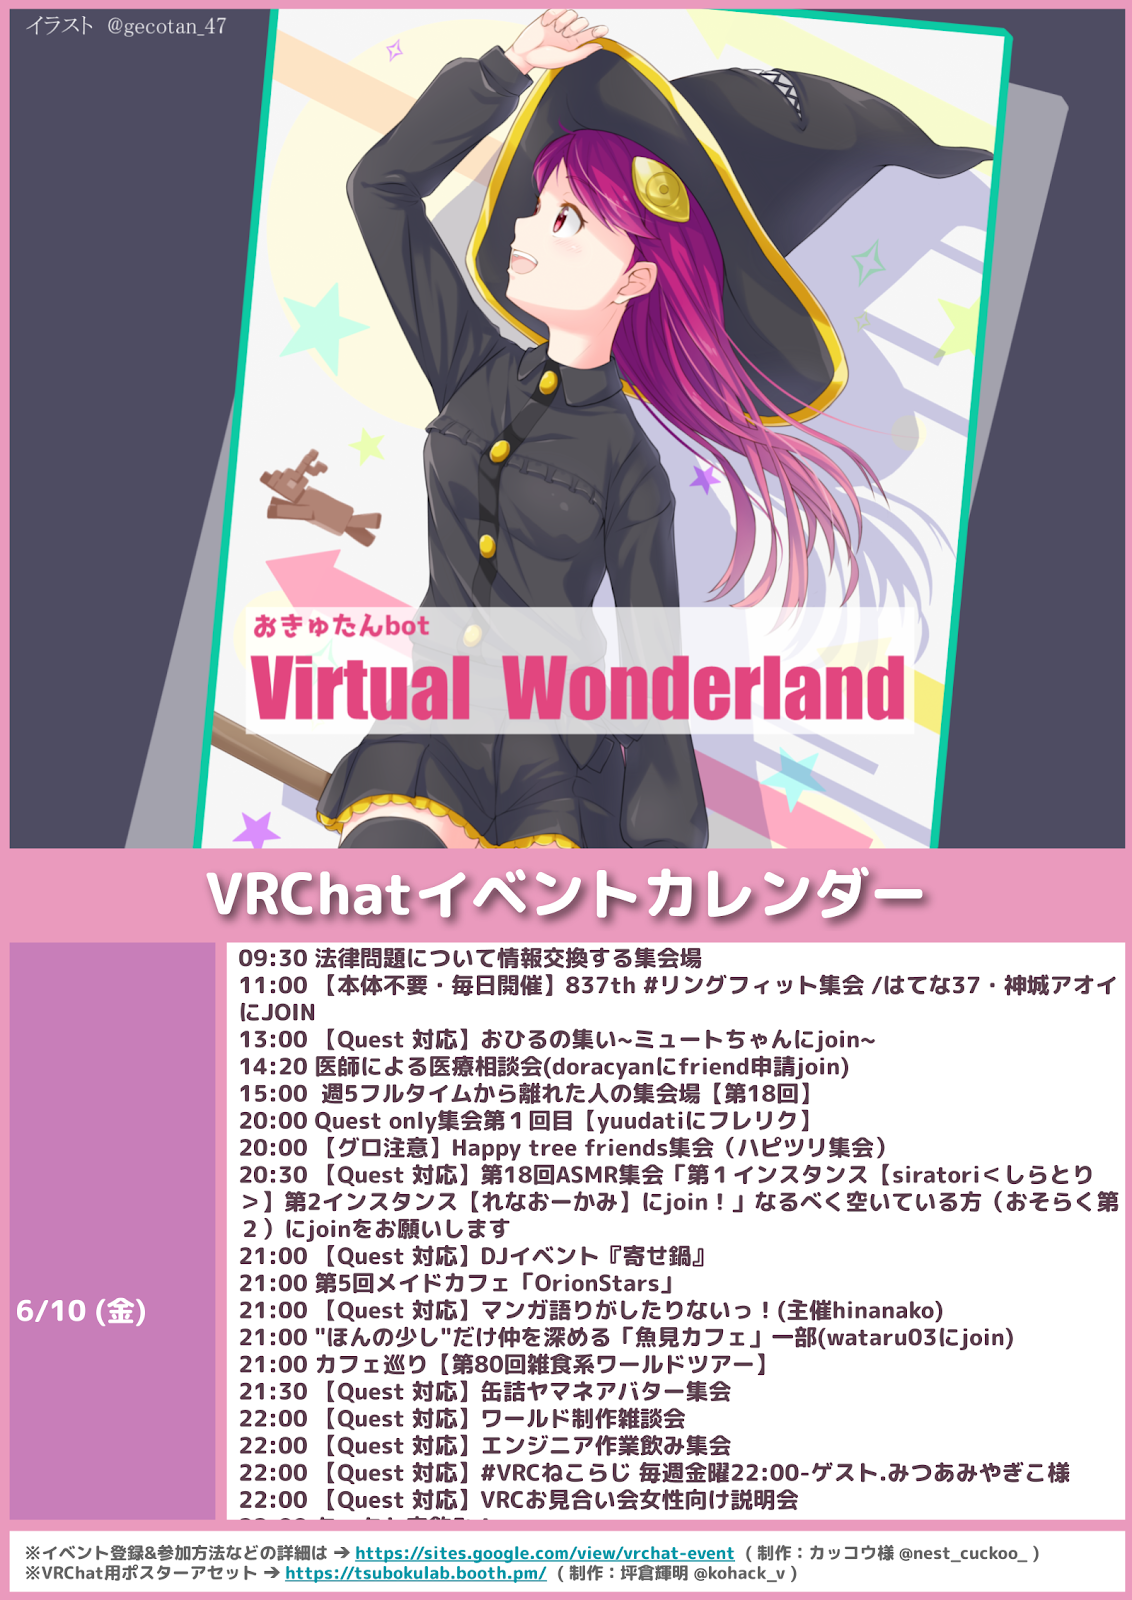 イラスト @gecotan_47
おきゅたんbot
Virtual Wonderland
VRChatイベントカレンダー
6/10 (金)
09:30 法律問題について情報交換する集会場
11:00 【本体不要・毎日開催】837th #リングフィット集会 /はてな37・神城アオイ
にJOIN
13:00 【Quest 対応】おひるの集い~ミュートちゃんにjoin~
14:20 医師による医療相談会(doracyanにfriend申請join)
15:00 週5フルタイムから離れた人の集会場【第18回】
20:00 Quest only集会第１回目【yuudatiにフレリク】
20:00 【グロ注意】Happy tree friends集会（ハピツリ集会）
20:30 【Quest 対応】第18回ASMR集会「第１インスタンス【siratori＜しらとり
＞】第2インスタンス【れなおーかみ】にjoin！」なるべく空いている方（おそらく第
２）にjoinをお願いします
21:00 【Quest 対応】DJイベント『寄せ鍋』
21:00 第5回メイドカフェ「OrionStars」
21:00 【Quest 対応】マンガ語りがしたりないっ！(主催hinanako)
21:00 "ほんの少し"だけ仲を深める「魚見カフェ」一部(wataru03にjoin)
21:00 カフェ巡り【第80回雑食系ワールドツアー】
21:30 【Quest 対応】缶詰ヤマネアバター集会
22:00 【Quest 対応】ワールド制作雑談会
22:00 【Quest 対応】エンジニア作業飲み集会
22:00 【Quest 対応】#VRCねこらじ 毎週金曜22:00-ゲスト.みつあみやぎこ様
22:00 【Quest 対応】VRCお見合い会女性向け説明会
※イベント登録&参加方法などの詳細は → https://sites.google.com/view/vrchat-event ( 制作：カッコウ様 @nest_cuckoo_ )
※VRChat用ポスターアセット → https://tsubokulab.booth.pm/ ( 制作：坪倉輝明 @kohack_v )